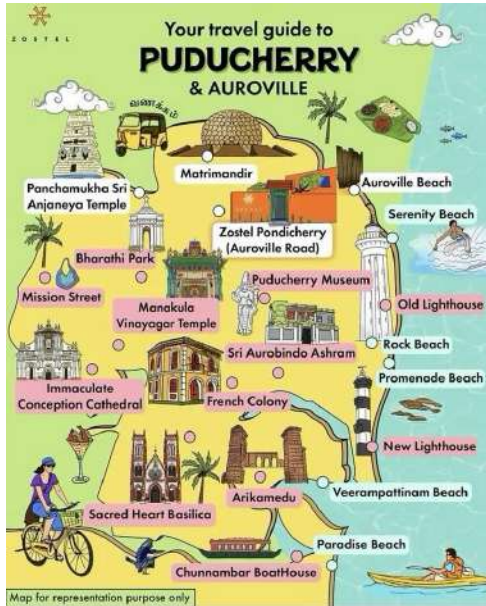 ZOSTEL
Your travel guide to
PUDUCHERRY
& AUROVILLE
வணக்கம்
Matrimandir
Panchamukha Sri
Anjaneya Temple
Auroville Beach
Zostel Pondicherry
(Auroville Road)
Serenity Beach
Bharathi Park
Mission Street
Puducherry Museum
Manakula
Vinayagar Temple
Old Lighthouse
Rock Beach
Sri Aurobindo Ashram
Promenade Beach
Immaculate
Conception Cathedral
French Colony
New Lighthouse
Arikamedu
Veerampattinam Beach
Sacred Heart Basilica
Paradise Beach
Chunnambar BoatHouse
Map for representation purpose only